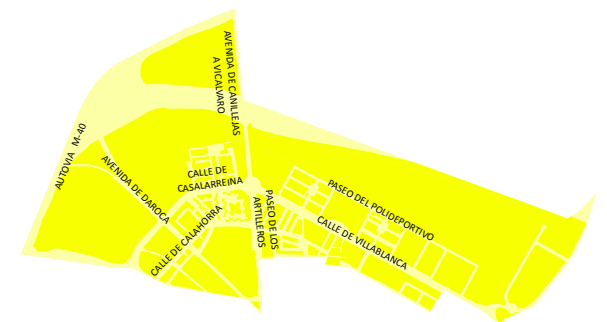 AVENIDA DE CANILLEJAS
A VICALVARO
AUTOVIA M-40
AVENIDA DE DAROCA
CALLE DE
CASALARREINA
CALLE DE CALAHORRA
PASEO DE LOS
ARTILLEROS
PASEO DEL POLIDEPORTIVO
CALLE DE VILLABLANCA